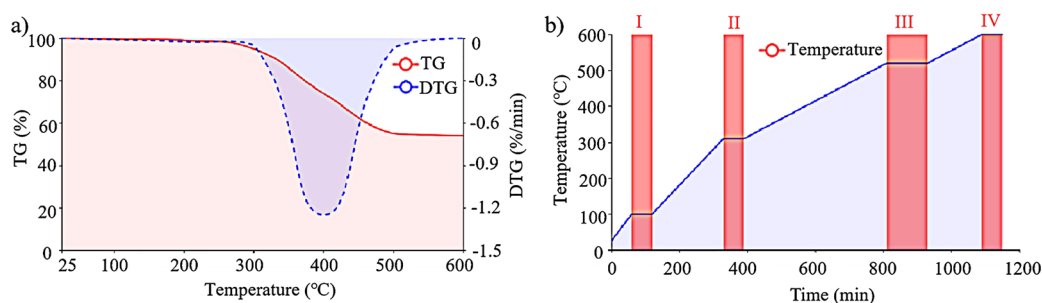 a)
100
80
60
40
20
0
TG (%)
25
100
200
300
400
500
600
Temperature (℃)
0
-0.3
-0.6
-0.9
-1.2
-1.5
DTG (%/min)
TG
DTG
b)
I
II
III
IV
600
500
400
300
200
100
0
Temperature (℃)
Temperature
0
200
400
600
800
1000
1200
Time (min)